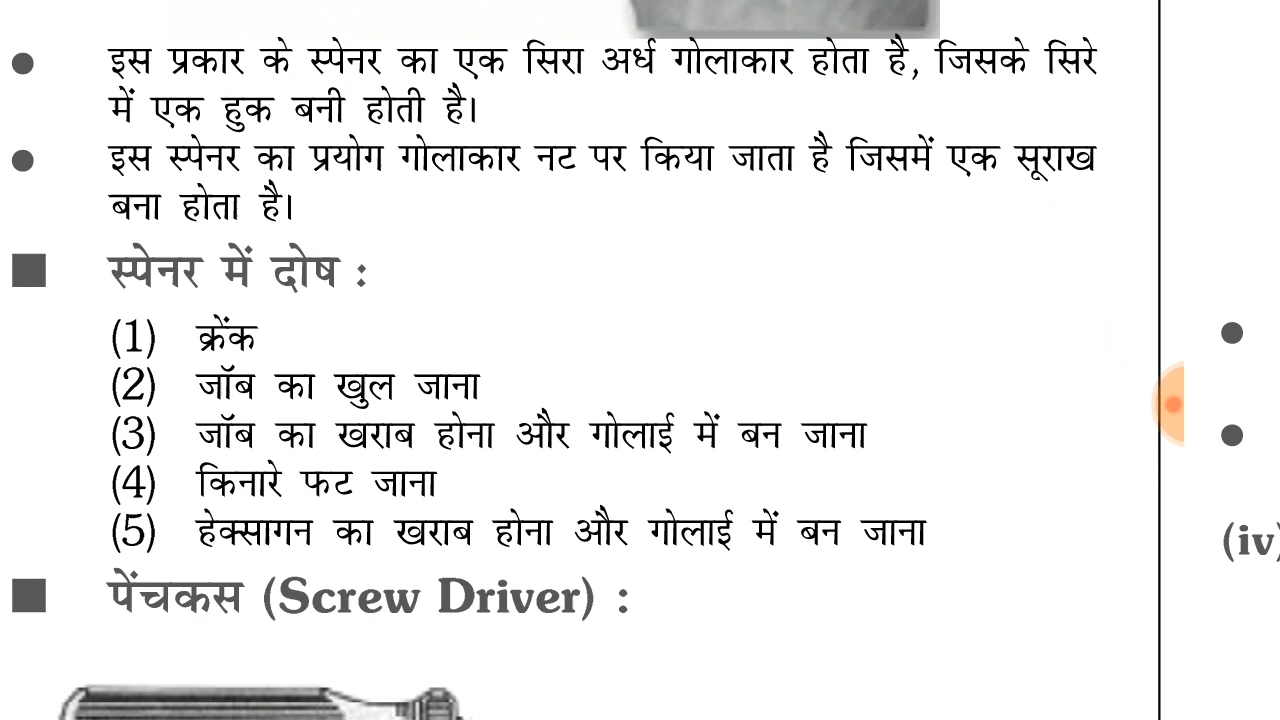 ● इस प्रकार के स्पेनर का एक सिरा अर्ध गोलाकार होता है, जिसके सिरे
में एक हुक बनी होती है।
● इस स्पेनर का प्रयोग गोलाकार नट पर किया जाता है जिसमें एक सूराख
बना होता है।
■ स्पेनर में दोष :
(1) क्रेंक
(2) जॉब का खुल जाना
(3) जॉब का खराब होना और गोलाई में बन जाना
(4) किनारे फट जाना
(5) हेक्सागन का खराब होना और गोलाई में बन जाना
■ पेंचकस (Screw Driver) :
(iv)